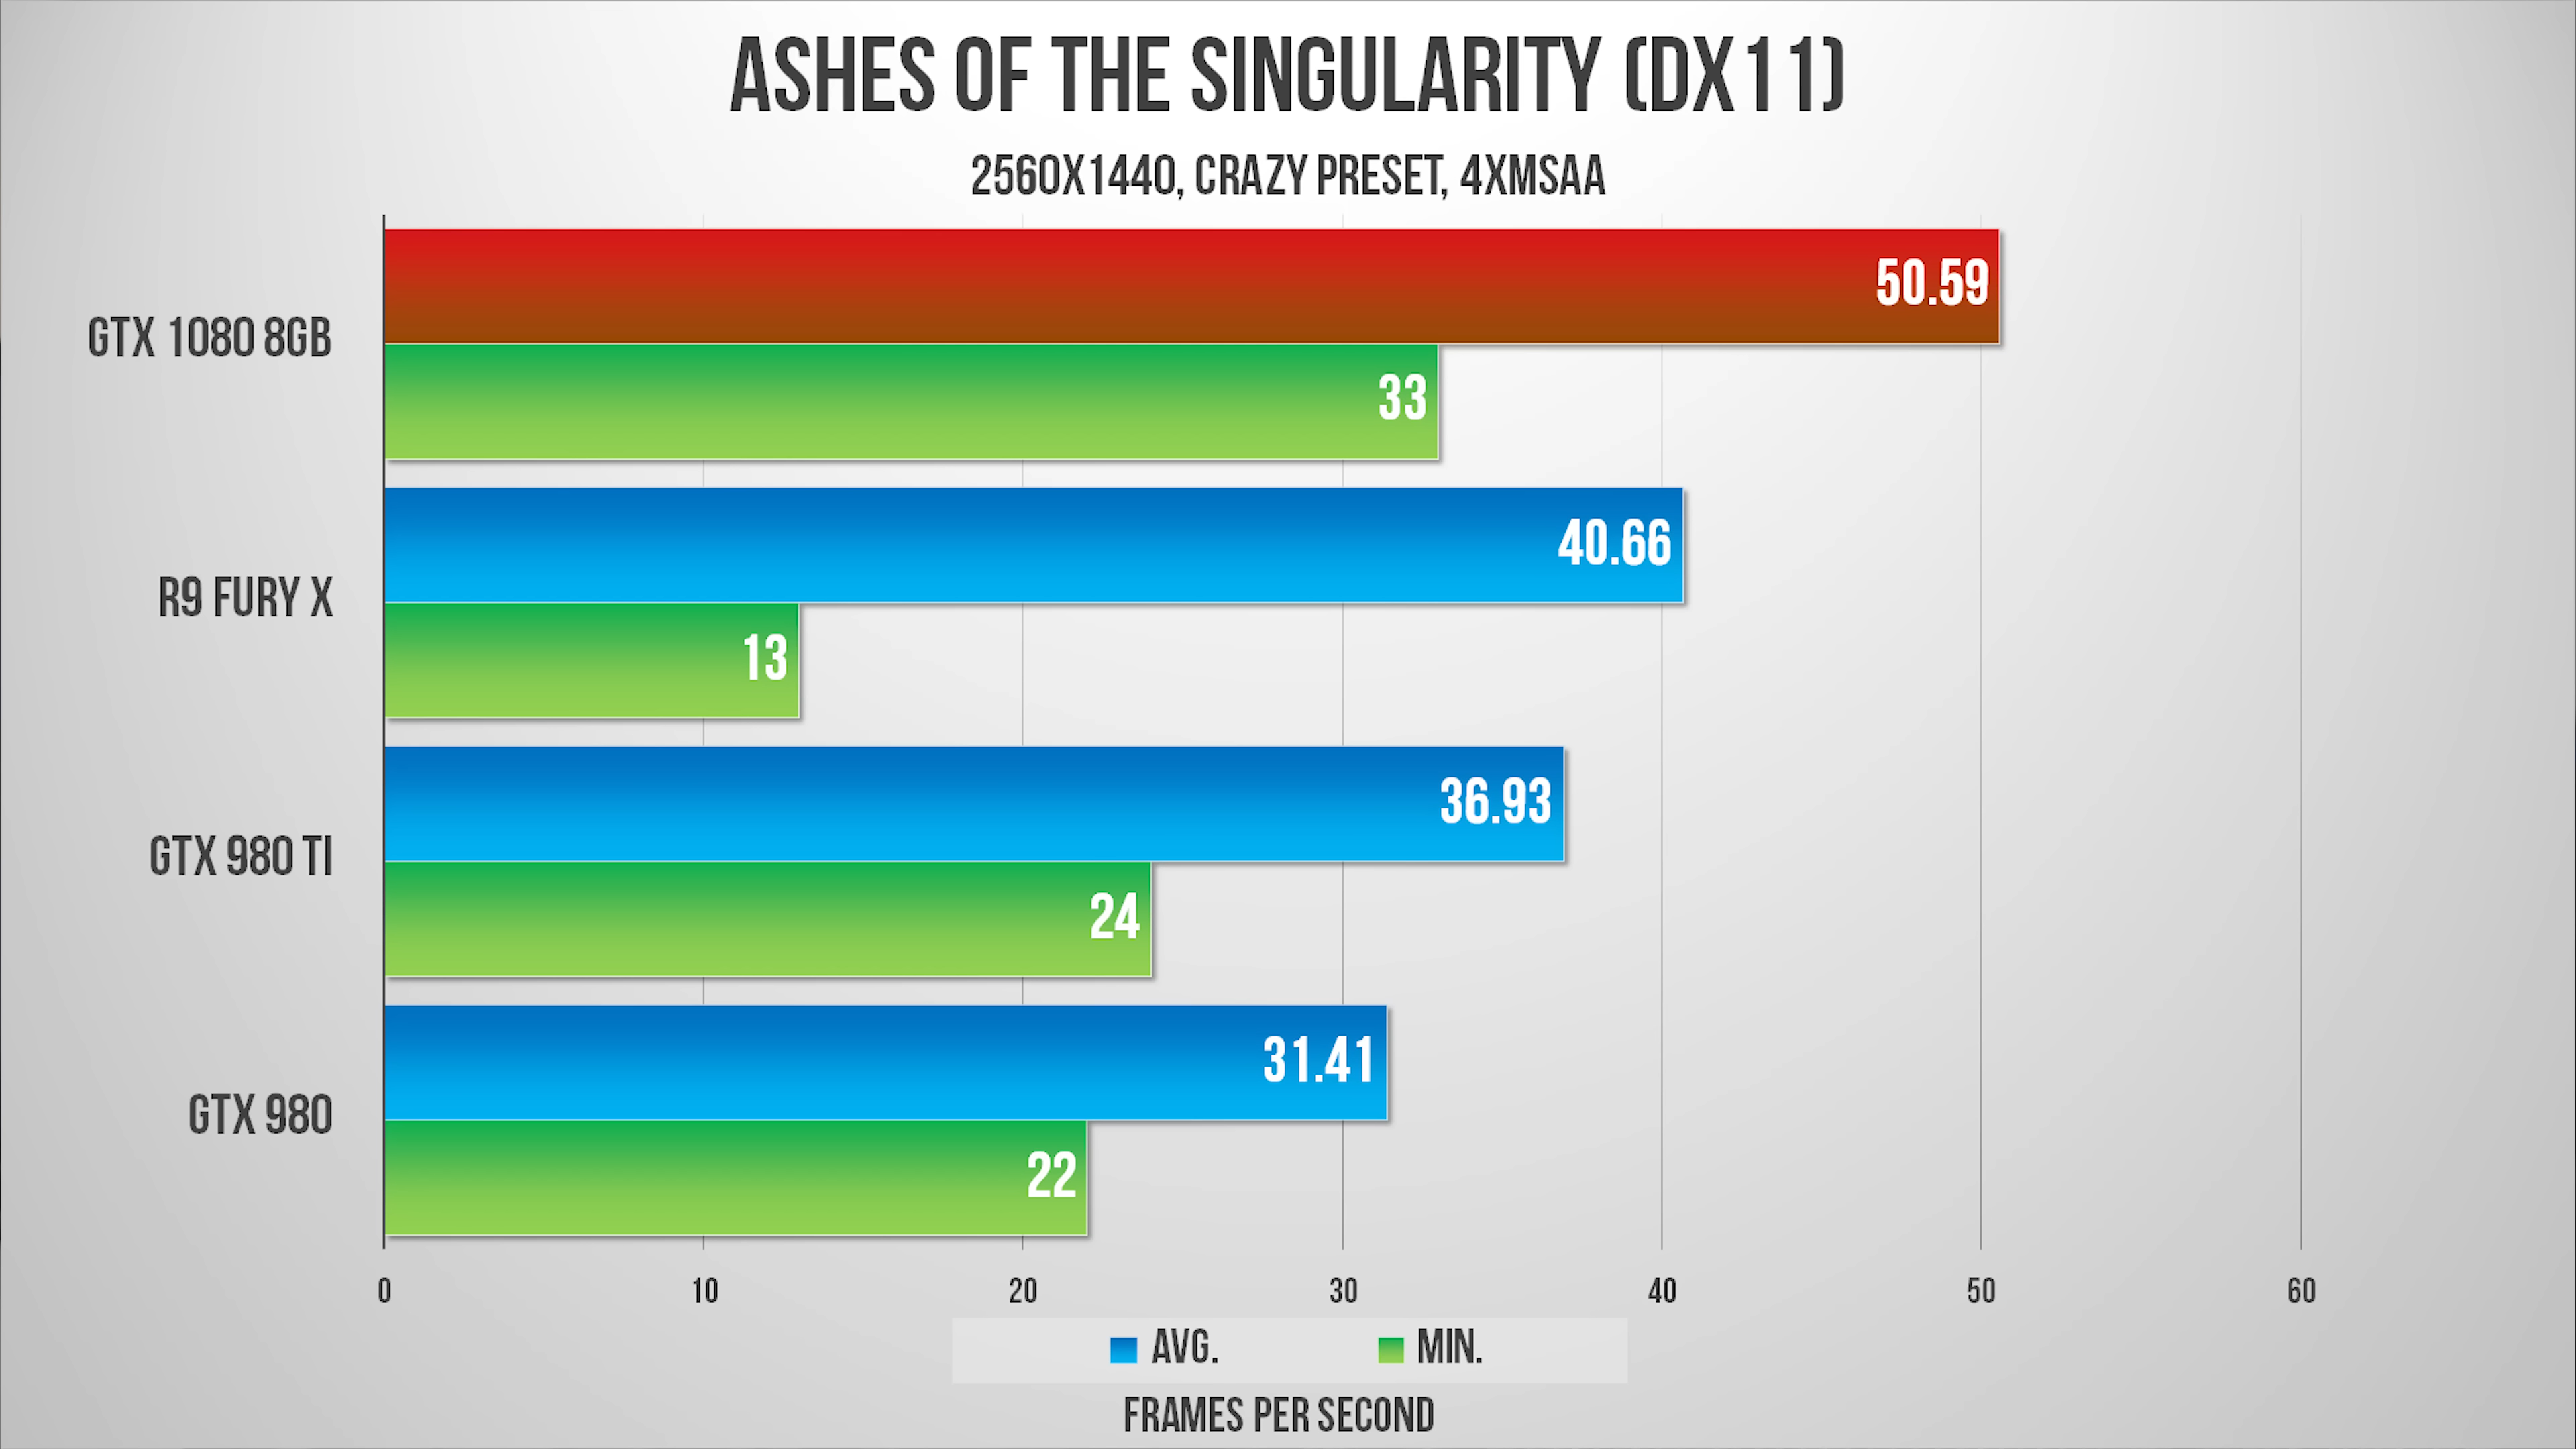 ASHES OF THE SINGULARITY (DX11)
2560X1440, CRAZY PRESET, 4XMSAA
GTX 1080 8GB
50.59
33
R9 FURY X
40.66
13
GTX 980 TI
36.93
24
GTX 980
31.41
22
0 10 20 30 40 50 60
AVG. MIN.
FRAMES PER SECOND